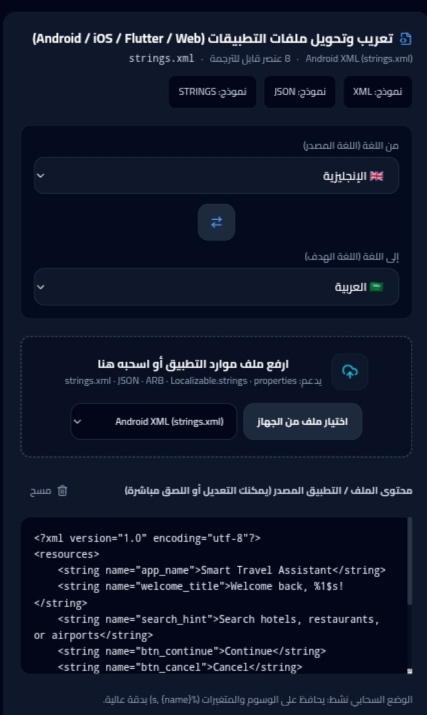 تعريب وتحويل ملفات التطبيقات (Android / iOS / Flutter / Web)
Android XML (strings.xml) · 8 عنصر قابل للترجمة · strings.xml
نموذج: XML
نموذج: JSON
نموذج: STRINGS
من اللغة (اللغة المصدر)
الإنجليزية
إلى اللغة (اللغة الهدف)
العربية
ارفع ملف موارد التطبيق أو اسحبه هنا
يدعم: strings.xml · JSON · ARB · Localizable.strings · properties
اختيار ملف من الجهاز
Android XML (strings.xml)
محتوى الملف / التطبيق المصدر (يمكنك التعديل أو اللصق مباشرة)
مسح
<?xml version="1.0" encoding="utf-8"?>
<resources>
<string name="app_name">Smart Travel Assistant</string>
<string name="welcome_title">Welcome back, %1$s!
</string>
<string name="search_hint">Search hotels, restaurants,
or airports</string>
<string name="btn_continue">Continue</string>
<string name="btn_cancel">Cancel</string>
الوضع السحابي نشط: يحافظ على الوسوم والمتغيرات (%s, {name}) بدقة عالية.